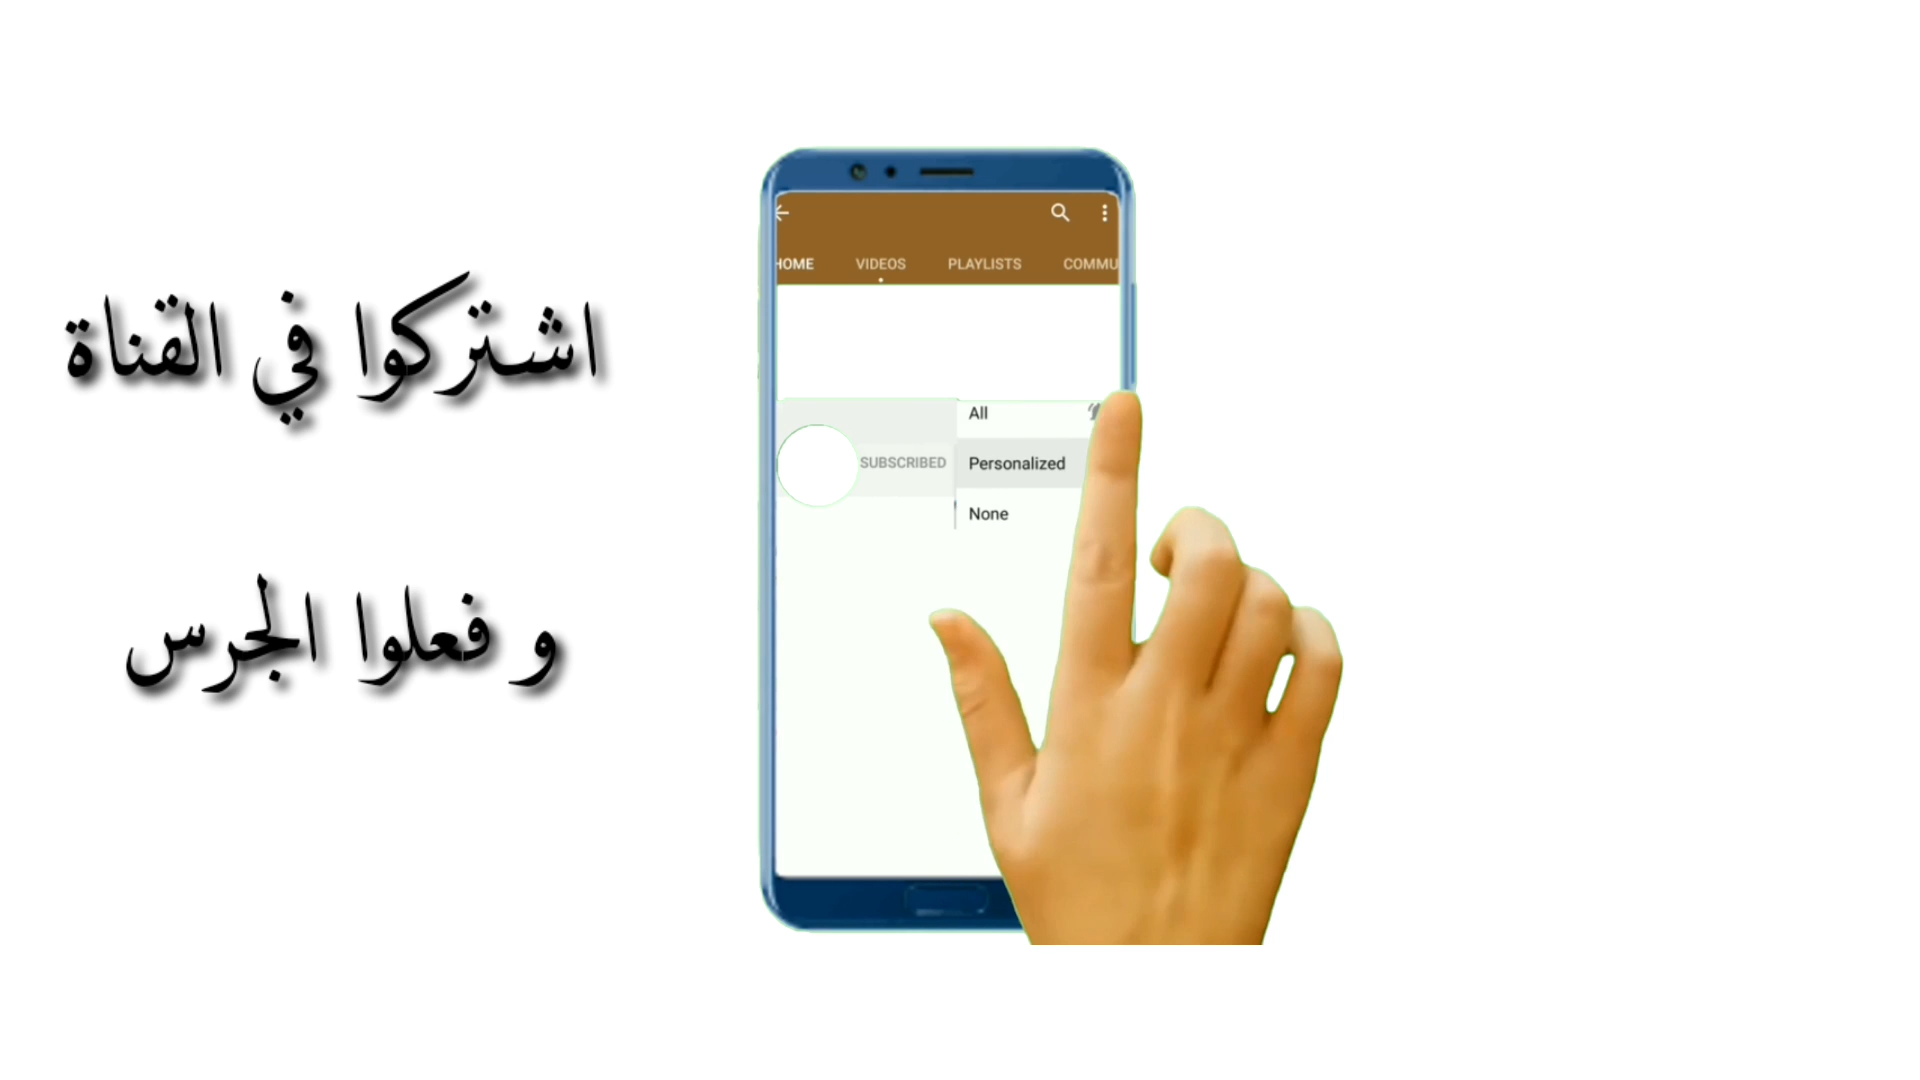 اشتركوا في القناة
و فعلوا الجرس
HOME VIDEOS PLAYLISTS COMMU
All
SUBSCRIBED Personalized
None